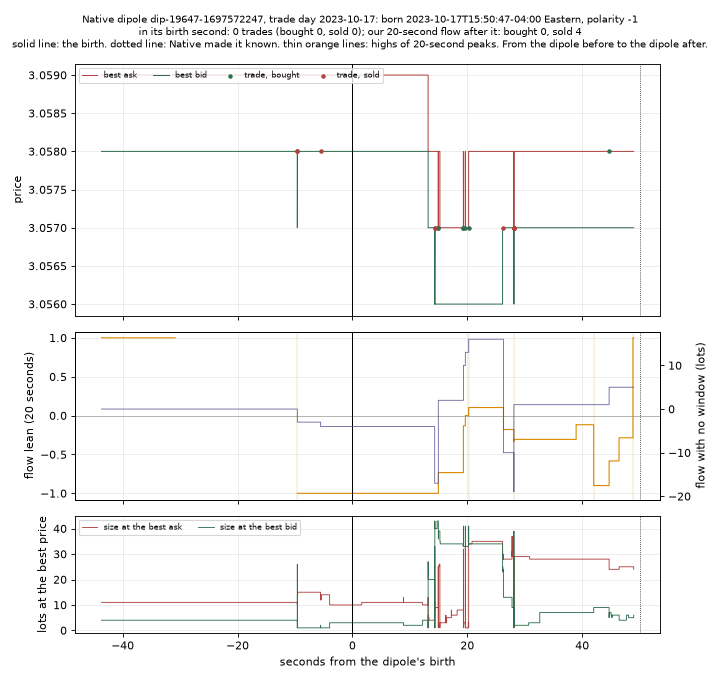 Native dipole dip-19647-1697572247, trade day 2023-10-17: born 2023-10-17T15:50:47-04:00 Eastern, polarity -1
in its birth second: 0 trades (bought 0, sold 0); our 20-second flow after it: bought 0, sold 4
solid line: the birth. dotted line: Native made it known. thin orange lines: highs of 20-second peaks. From the dipole before to the dipole after.
best ask
best bid
trade, bought
trade, sold
3.0590
3.0585
3.0580
3.0575
3.0570
3.0565
3.0560
price
1.0
0.5
0.0
−0.5
−1.0
flow lean (20 seconds)
10
0
−10
−20
flow with no window (lots)
size at the best ask
size at the best bid
40
30
20
10
0
lots at the best price
−40
−20
0
20
40
seconds from the dipole's birth